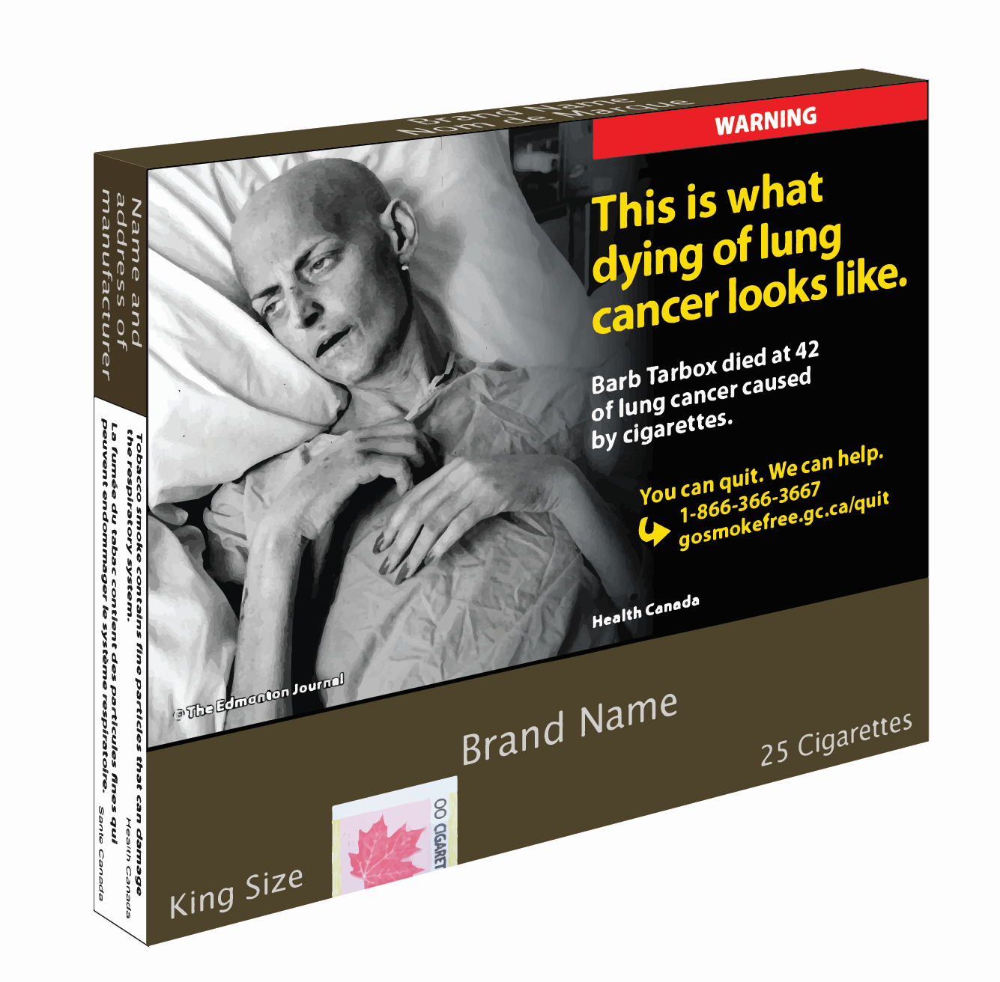 Brand Name
Nom de Marque
WARNING
This is what
dying of lung
cancer looks like.
Barb Tarbox died at 42
of lung cancer caused
by cigarettes.
You can quit. We can help.
1-866-366-3667
gosmokefree.gc.ca/quit
Health Canada
© The Edmonton Journal
Brand Name
25 Cigarettes
King Size
00 CIGARET
Name and
address of
manufacturer
Tobacco smoke contains fine particles that can damage
the respiratory system.
Health Canada
La fumée du tabac contient des particules fines qui
peuvent endommager le système respiratoire.
Santé Canada